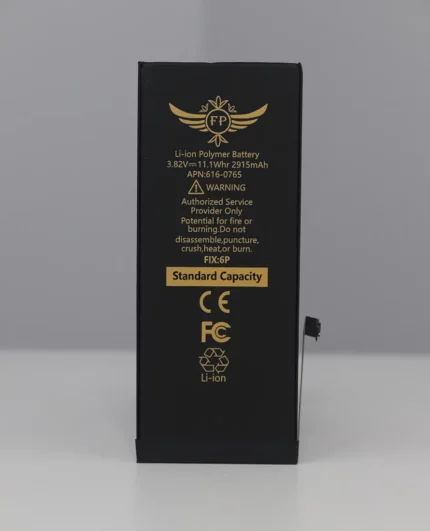 FP
Li-ion Polymer Battery
3.82V⎓11.1Whr 2915mAh
APN:616-0765
WARNING
Authorized Service
Provider Only
Potential for fire or
burning.Do not
disassemble,puncture,
crush,heat,or burn.
FIX:6P
Standard Capacity
CE
FC
Li-ion